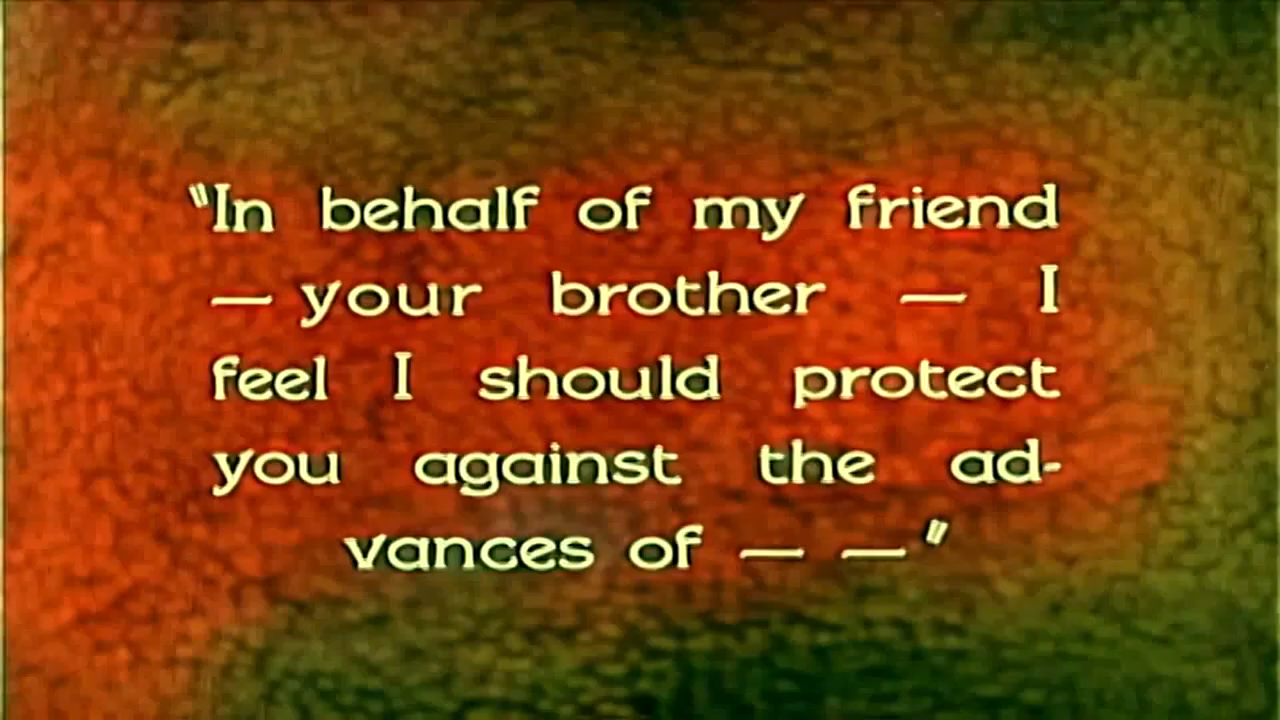 "In behalf of my friend
— your brother — I
feel I should protect
you against the ad-
vances of — — "